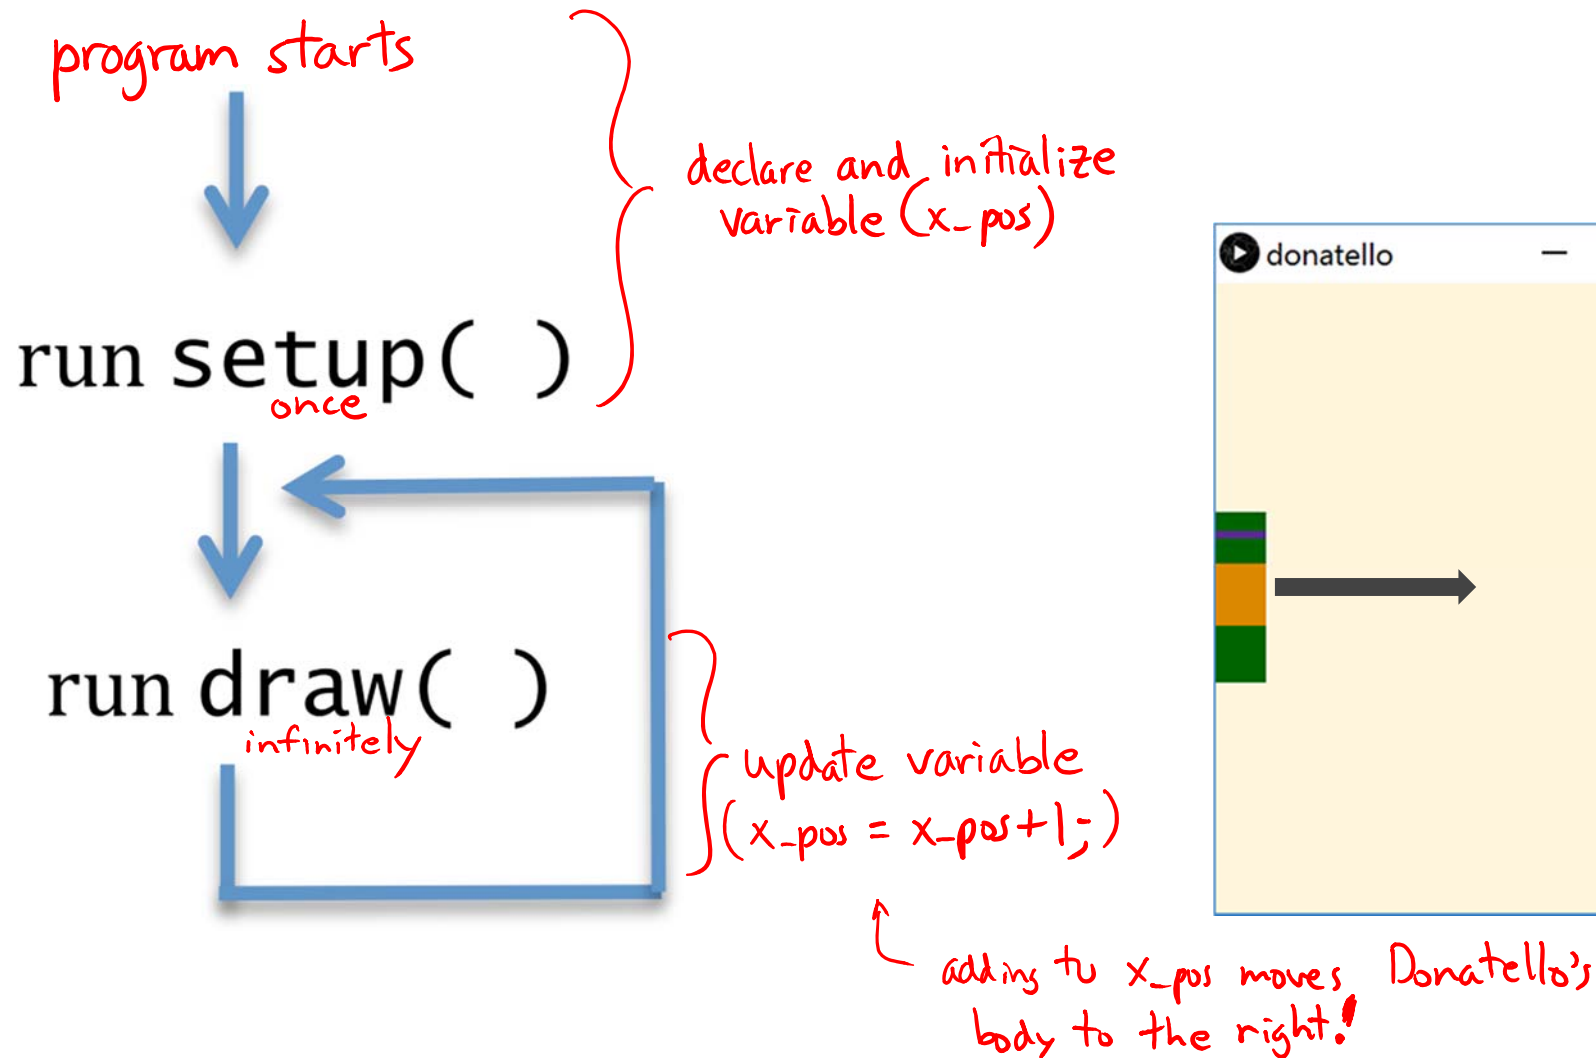 program starts
declare and initialize
variable (x_pos)
donatello
run setup( )
once
run draw( )
infinitely
update variable
(x_pos = x_pos+1;)
adding to x_pos moves Donatello's
body to the right!